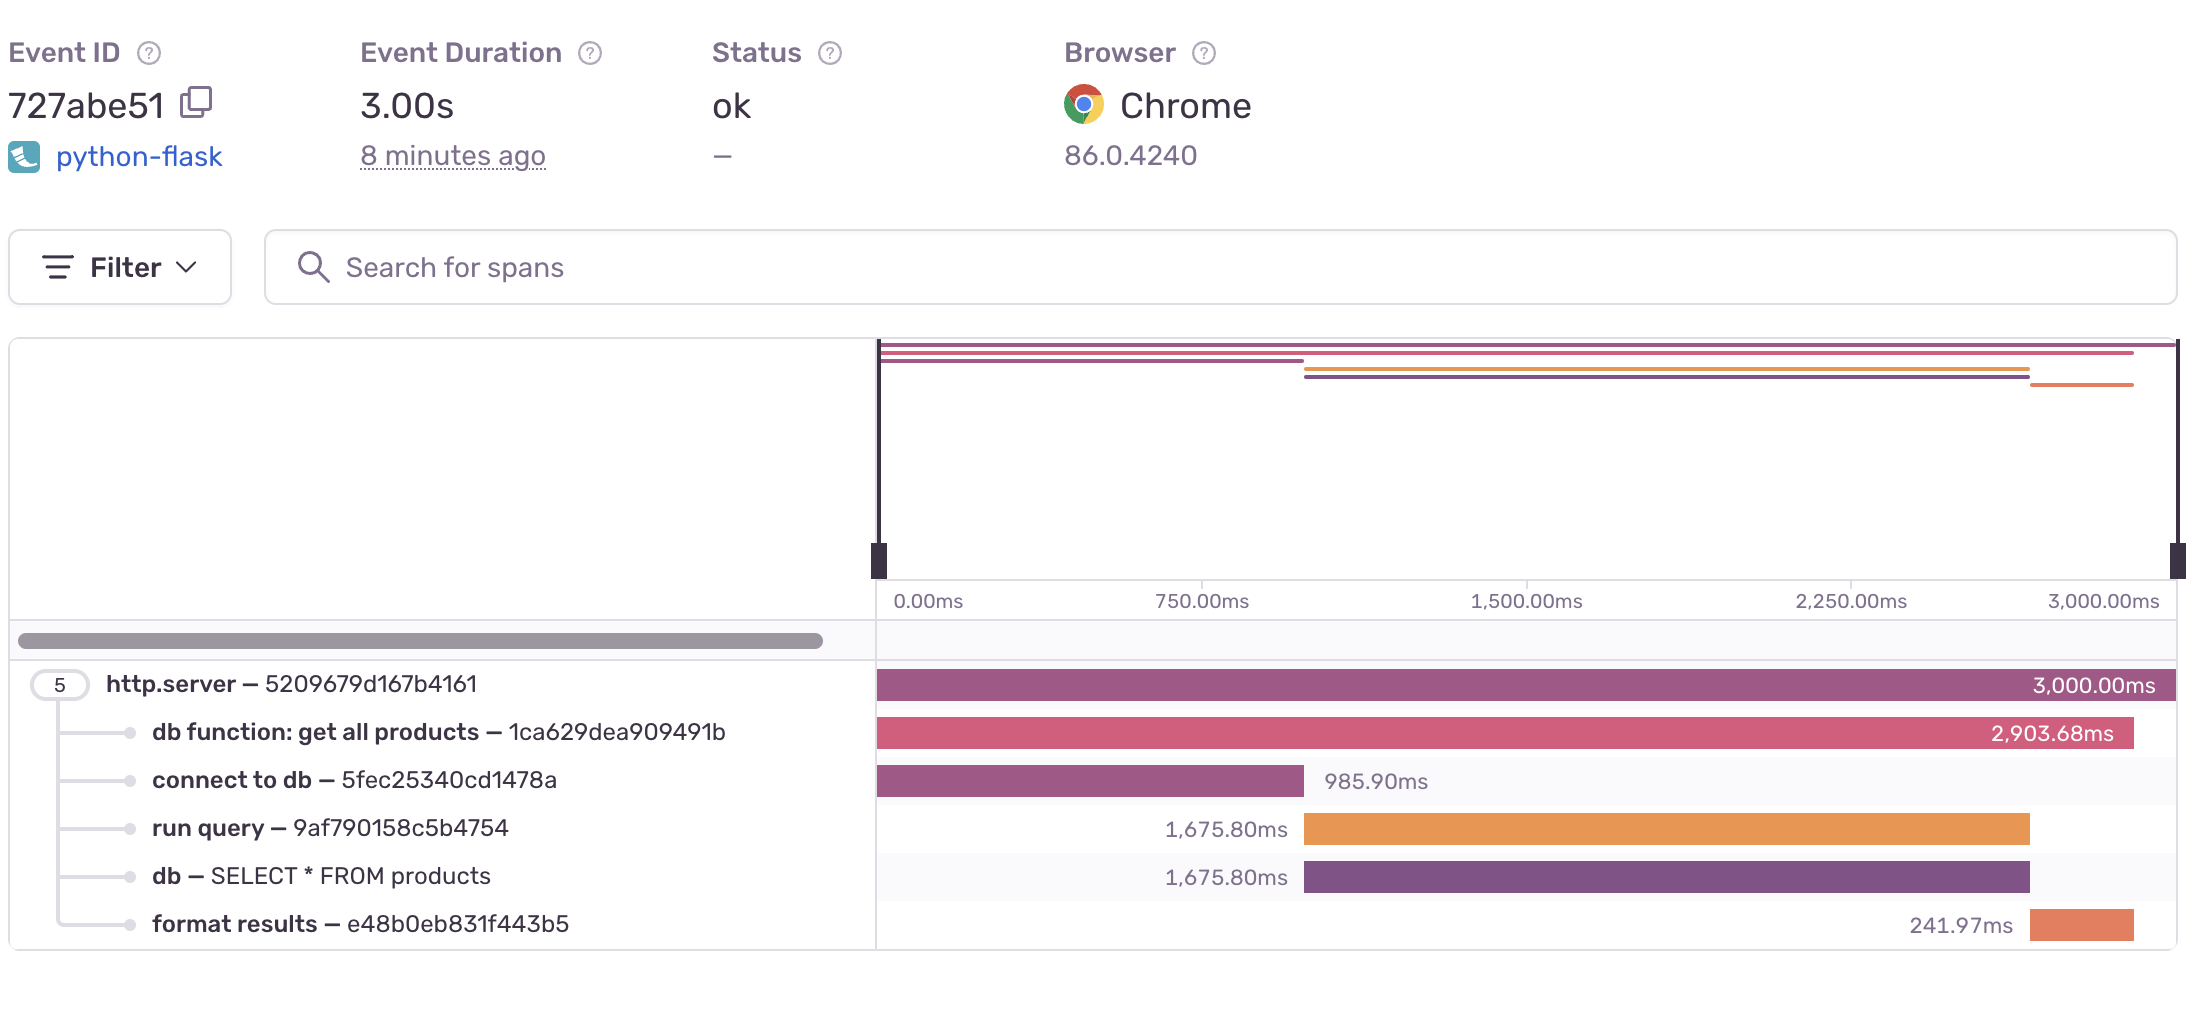 Event ID
Event Duration
Status
Browser
727abe51
3.00s
ok
Chrome
python-flask
8 minutes ago
–
86.0.4240
Filter
Search for spans
0.00ms
750.00ms
1,500.00ms
2,250.00ms
3,000.00ms
5 http.server – 5209679d167b4161 3,000.00ms
db function: get all products – 1ca629dea909491b 2,903.68ms
connect to db – 5fec25340cd1478a 985.90ms
run query – 9af790158c5b4754 1,675.80ms
db – SELECT * FROM products 1,675.80ms
format results – e48b0eb831f443b5 241.97ms